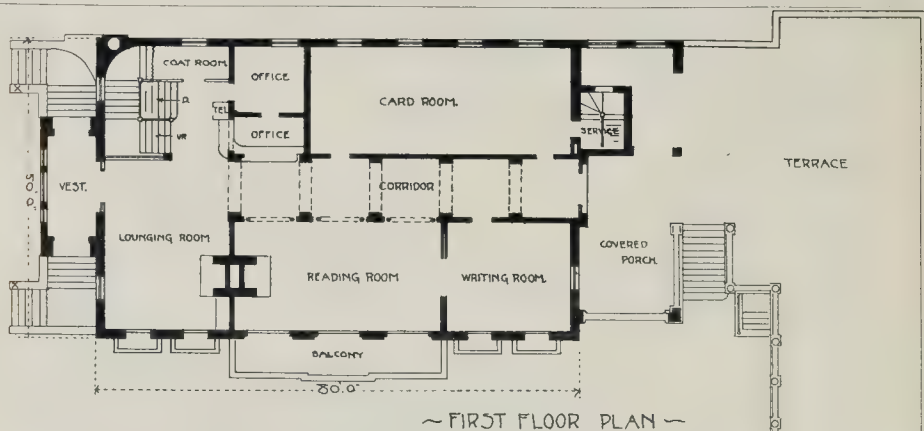 COAT ROOM.
OFFICE
CARD ROOM.
D.
TEL
UP.
OFFICE
SERVICE
TERRACE
VEST.
CORRIDOR
50'.0"
LOUNGING ROOM
READING ROOM
WRITING ROOM.
COVERED
PORCH.
BALCONY
80'.0"
~ FIRST FLOOR PLAN ~